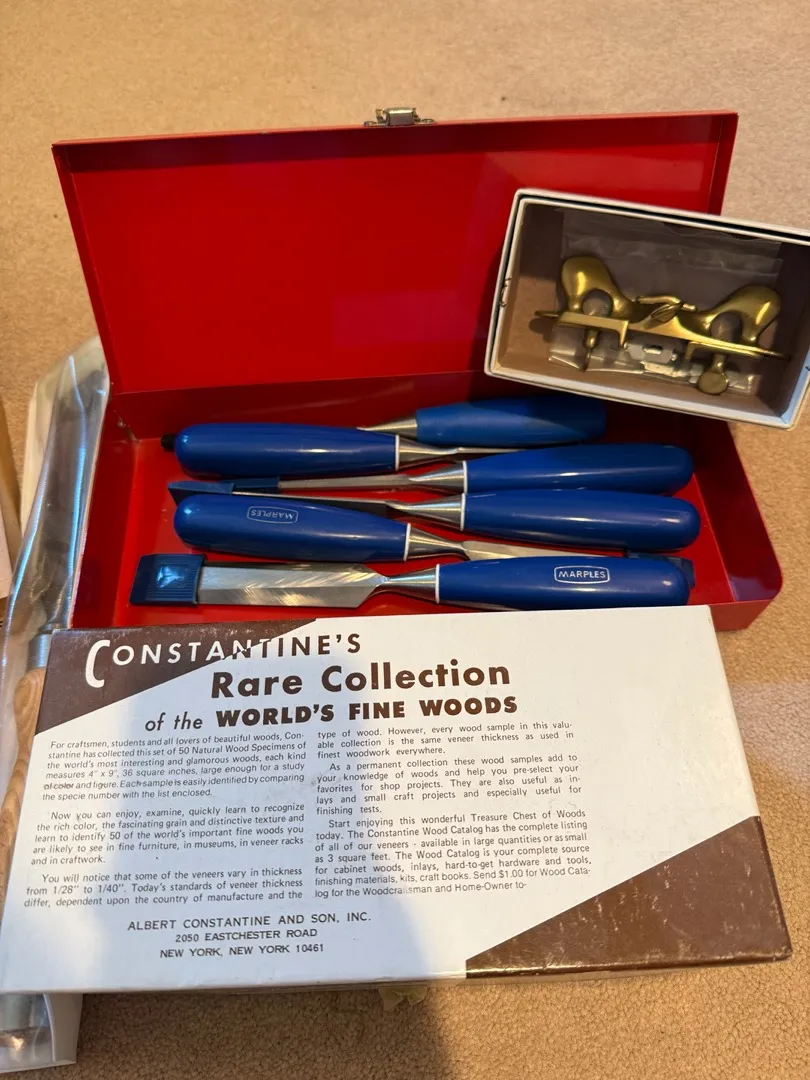 MARPLES
MARPLES
CONSTANTINE'S
Rare Collection
of the WORLD'S FINE WOODS
For craftsmen, students and all lovers of beautiful woods, Con-
stantine has collected this set of 50 Natural Wood Specimens of
the world's most interesting and glamorous woods, each kind
measures 4" x 9", 36 square inches, large enough for a study
of color and figure. Each sample is easily identified by comparing
the specie number with the list enclosed.
Now you can enjoy, examine, quickly learn to recognize
the rich color, the fascinating grain and distinctive texture and
learn to identify 50 of the world's important fine woods you
are likely to see in fine furniture, in museums, in veneer racks
and in craftwork.
You will notice that some of the veneers vary in thickness
from 1/28" to 1/40". Today's standards of veneer thickness
differ, dependent upon the country of manufacture and the
type of wood. However, every wood sample in this valu-
able collection is the same veneer thickness as used in
finest woodwork everywhere.
As a permanent collection these wood samples add to
your knowledge of woods and help you pre-select your
favorites for shop projects. They are also useful as in-
lays and small craft projects and especially useful for
finishing tests.
Start enjoying this wonderful Treasure Chest of Woods
today. The Constantine Wood Catalog has the complete listing
of all of our veneers - available in large quantities or as small
as 3 square feet. The Wood Catalog is your complete source
for cabinet woods, inlays, hard-to-get hardware and tools,
finishing materials, kits, craft books. Send $1.00 for Wood Cata-
log for the Woodcraftsman and Home-Owner to-
ALBERT CONSTANTINE AND SON, INC.
2050 EASTCHESTER ROAD
NEW YORK, NEW YORK 10461